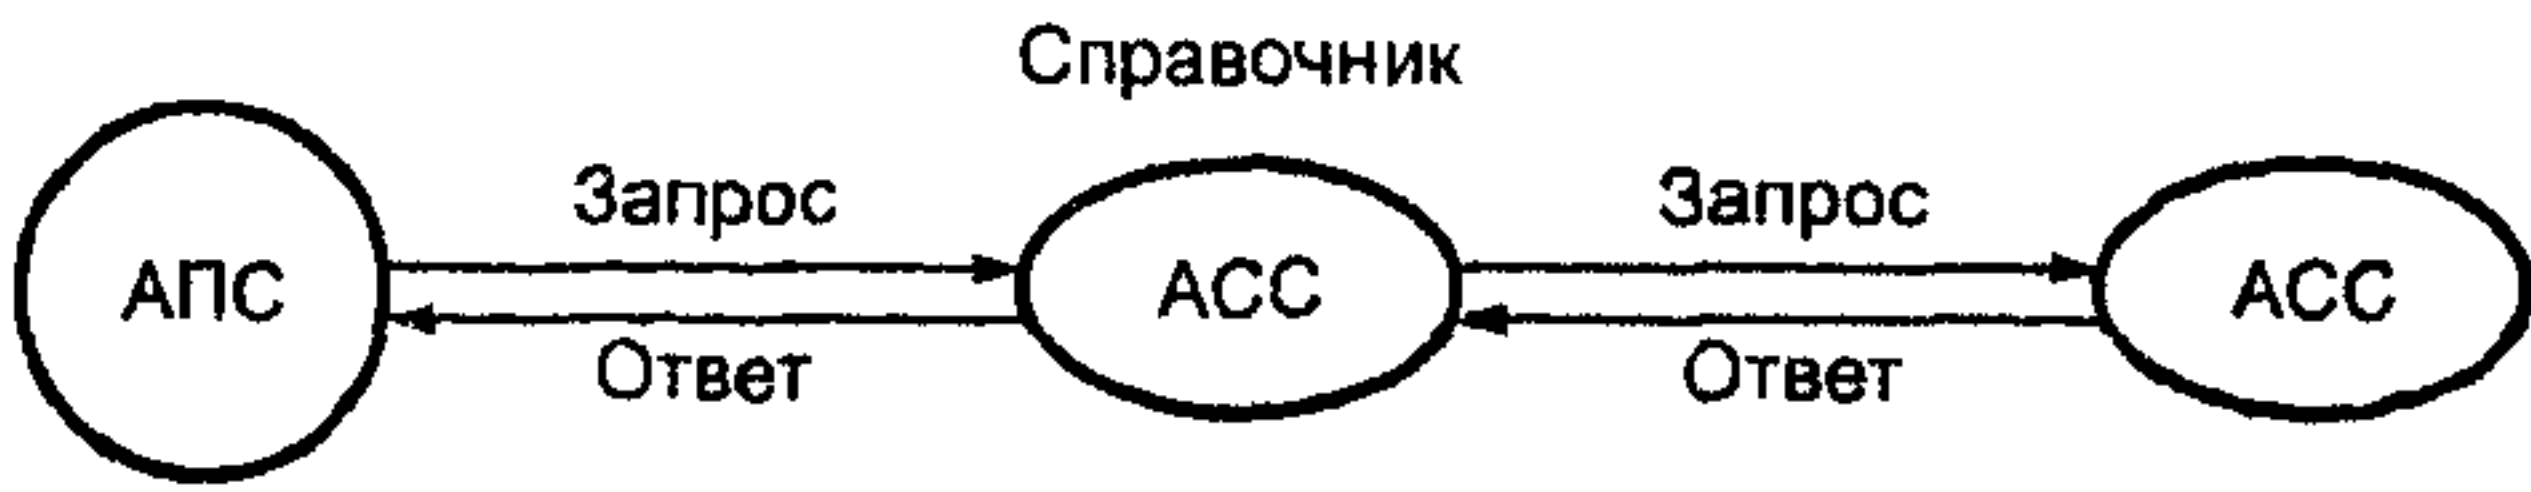 Справочник
Запрос
Запрос
АПС
АСС
АСС
Ответ
Ответ